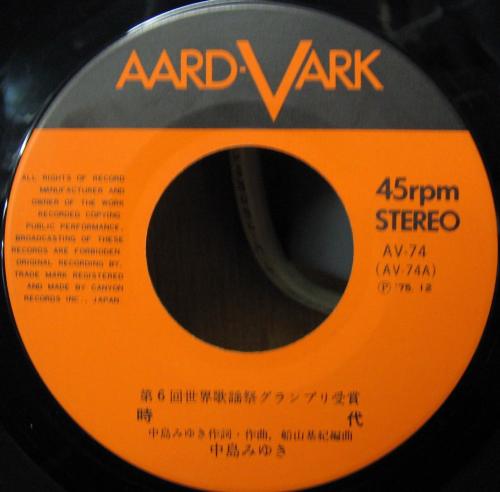 AARD-VARK
ALL RIGHTS OF RECORD
MANUFACTURER AND
OWNER OF THE WORK
RECORDED COPYING,
PUBLIC PERFORMANCE,
BROADCASTING OF THESE
RECORDS ARE FORBIDDEN.
ORIGINAL RECORDING BY,
TRADE MARK REGISTERED
AND MADE BY CANYON
RECORDS INC., JAPAN.
45rpm
STEREO
AV-74
(AV-74A)
Ⓟ '75. 12
第6回世界歌謡祭グランプリ受賞
時代
中島みゆき作詞・作曲, 船山基紀編曲
中島みゆき